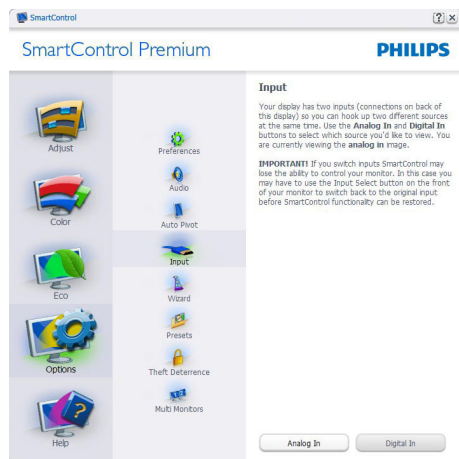 SmartControl
SmartControl Premium
PHILIPS
Adjust
Color
Eco
Options
Help
Preferences
Audio
Auto Pivot
Input
Wizard
Presets
Theft Deterrence
Multi Monitors
Input
Your display has two inputs (connections on back of
this display) so you can hook up two different sources
at the same time. Use the Analog In and Digital In
buttons to select which source you'd like to view. You
are currently viewing the analog in image.
IMPORTANT! If you switch inputs SmartControl may
lose the ability to control your monitor. In this case you
may have to use the Input Select button on the front
of your monitor to switch back to the original input
before SmartControl functionality can be restored.
Analog In
Digital In